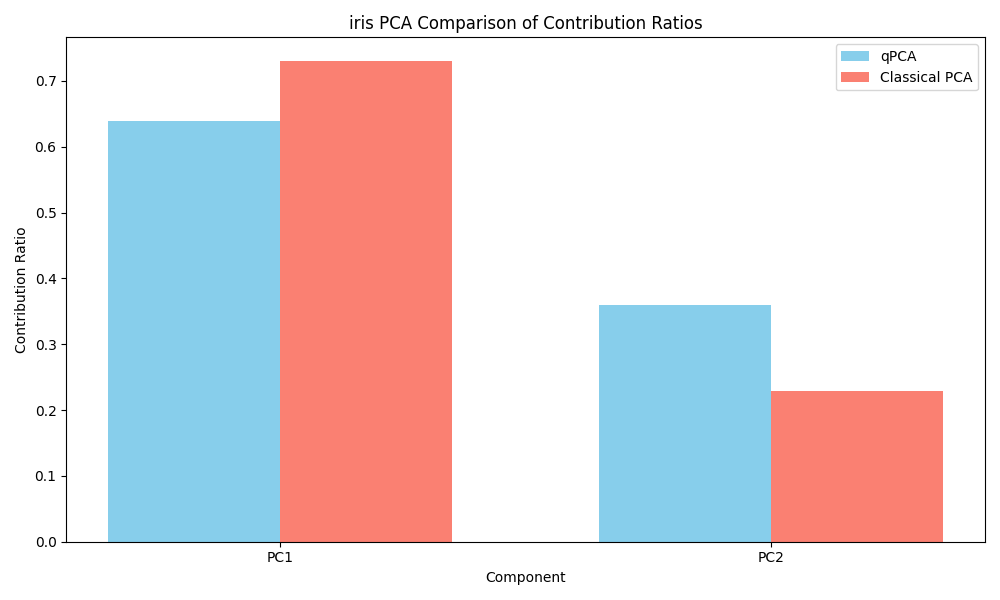 iris PCA Comparison of Contribution Ratios
qPCA
Classical PCA
Contribution Ratio
0.7
0.6
0.5
0.4
0.3
0.2
0.1
0.0
PC1
PC2
Component